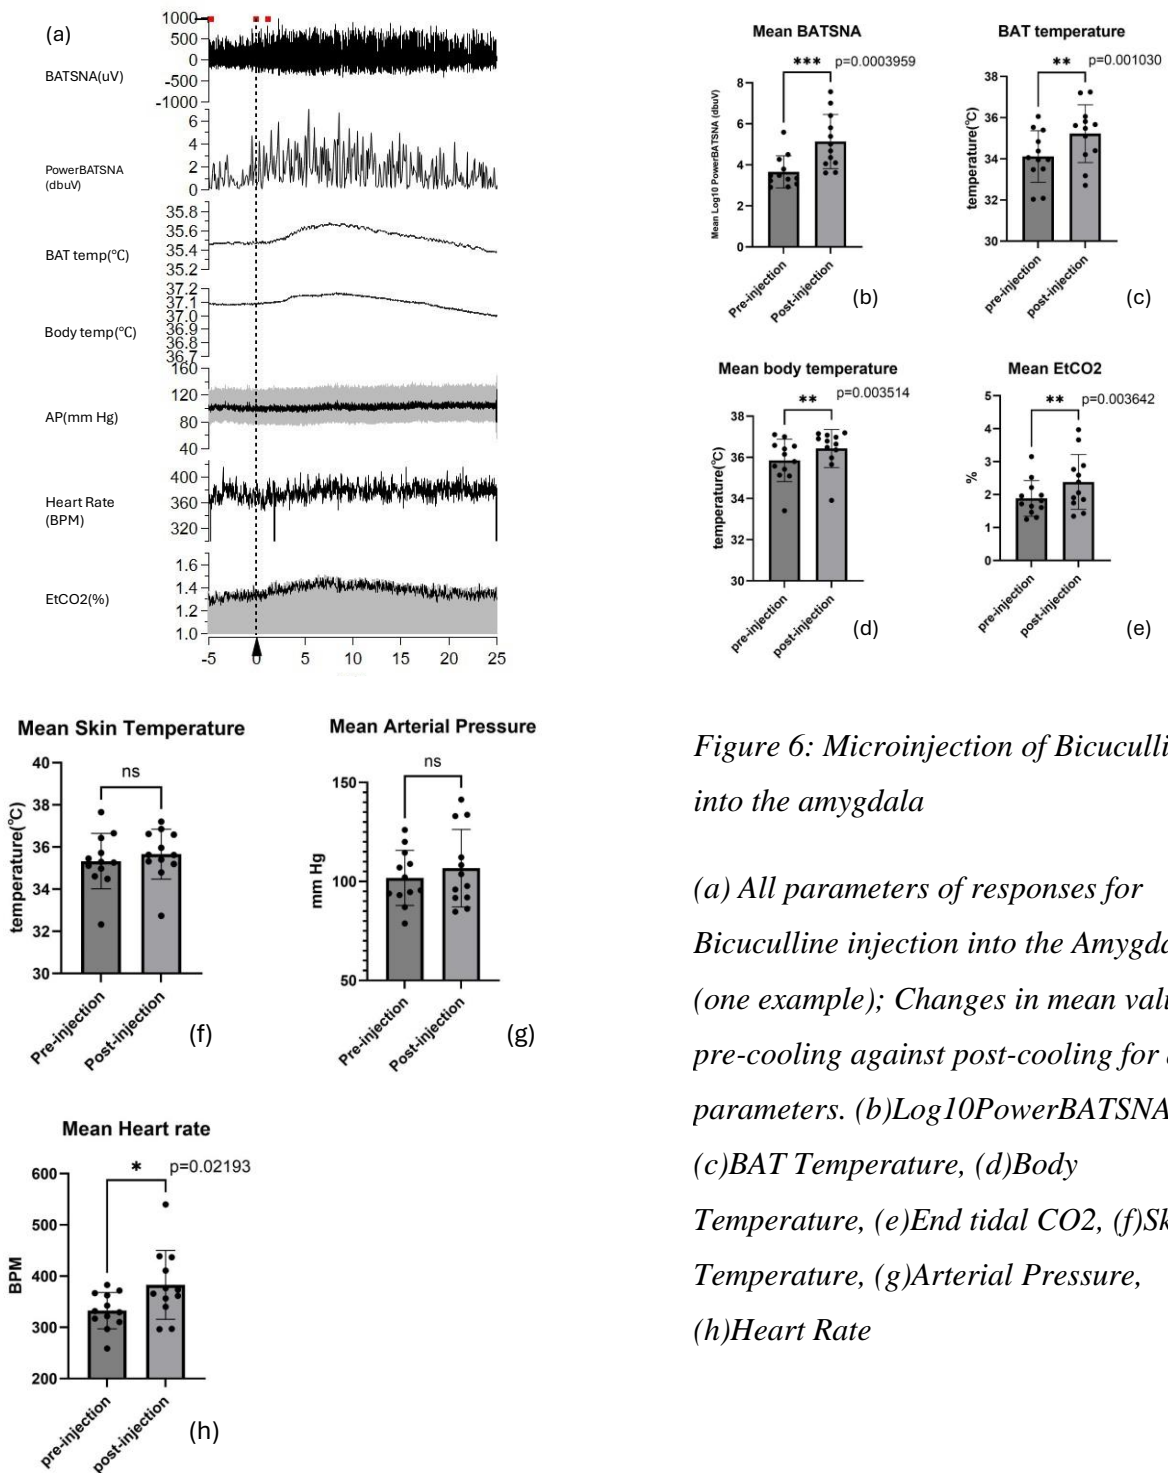 (a)
BATSNA(uV)
1000
500
0
-500
-1000
PowerBATSNA
(dbuV)
6
4
2
0
BAT temp(°C)
35.8
35.6
35.4
35.2
Body temp(°C)
37.2
37.1
37.0
36.9
36.8
36.7
AP(mm Hg)
160
120
80
40
Heart Rate
(BPM)
400
360
320
EtCO2(%)
1.6
1.4
1.2
1.0
-5 0 5 10 15 20 25
Mean BATSNA
*** p=0.0003959
Mean Log10 PowerBATSNA (dbuV)
8
6
4
2
0
Pre-injection
Post-injection
(b)
BAT temperature
** p=0.001030
temperature(°C)
38
36
34
32
30
pre-injection
post-injection
(c)
Mean body temperature
** p=0.003514
temperature(°C)
38
36
34
32
30
pre-injection
post-injection
(d)
Mean EtCO2
** p=0.003642
%
5
4
3
2
1
0
pre-injection
post-injection
(e)
Mean Skin Temperature
ns
temperature(°C)
40
38
36
34
32
30
Pre-injection
Post-injection
(f)
Mean Arterial Pressure
ns
mm Hg
150
100
50
Pre-injection
Post-injection
(g)
Mean Heart rate
* p=0.02193
BPM
600
500
400
300
200
pre-injection
post-injection
(h)
Figure 6: Microinjection of Bicuculli
into the amygdala
(a) All parameters of responses for
Bicuculline injection into the Amygd
(one example); Changes in mean val
pre-cooling against post-cooling for
parameters. (b)Log10PowerBATSNA
(c)BAT Temperature, (d)Body
Temperature, (e)End tidal CO2, (f)Sk
Temperature, (g)Arterial Pressure,
(h)Heart Rate